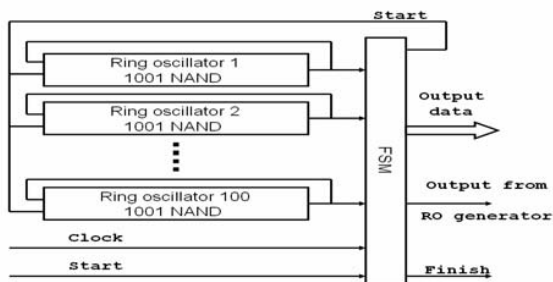 Start
Ring oscillator 1
1001 NAND
Ring oscillator 2
1001 NAND
Output
data
FSM
Ring oscillator 100
1001 NAND
Output from
RO generator
Clock
Start
Finish